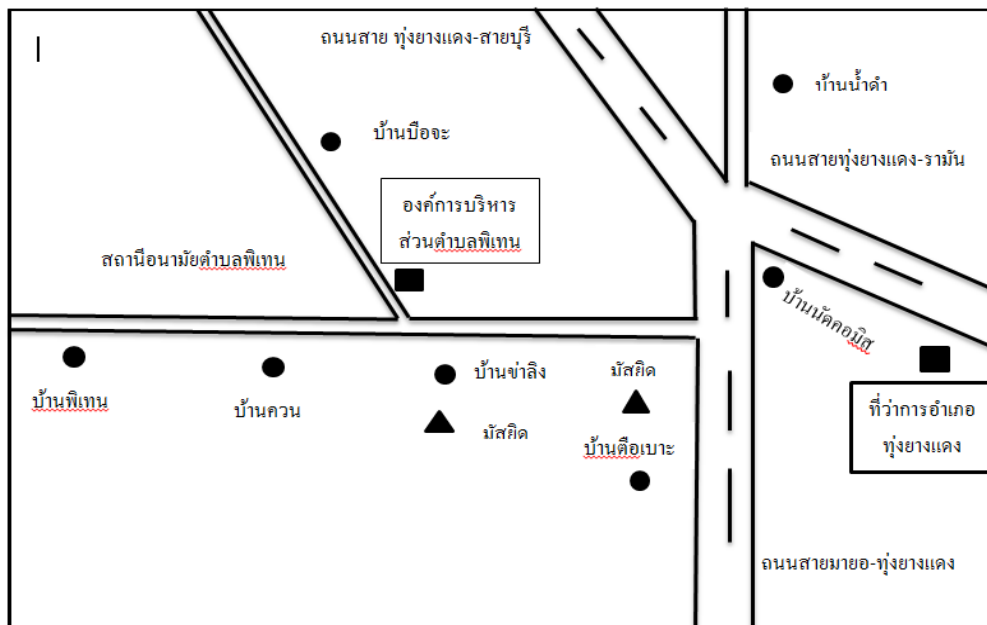 ถนนสาย ทุ่งยางแดง-สายบุรี
บ้านน้ำดำ
บ้านบือจะ
ถนนสายทุ่งยางแดง-รามัน
องค์การบริหาร
ส่วนตำบลพิเทน
สถานีอนามัยตำบลพิเทน
บ้านนัดคอมิส
บ้านข่าลิง
มัสยิด
บ้านพิเทน
บ้านควน
มัสยิด
ที่ว่าการอำเภอ
ทุ่งยางแดง
บ้านตือเบาะ
ถนนสายมายอ-ทุ่งยางแดง